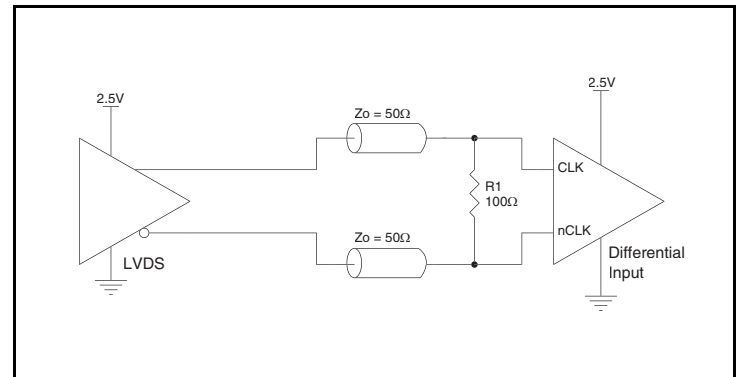 2.5V
2.5V
Zo = 50Ω
CLK
R1
100Ω
nCLK
Zo = 50Ω
LVDS
Differential
Input